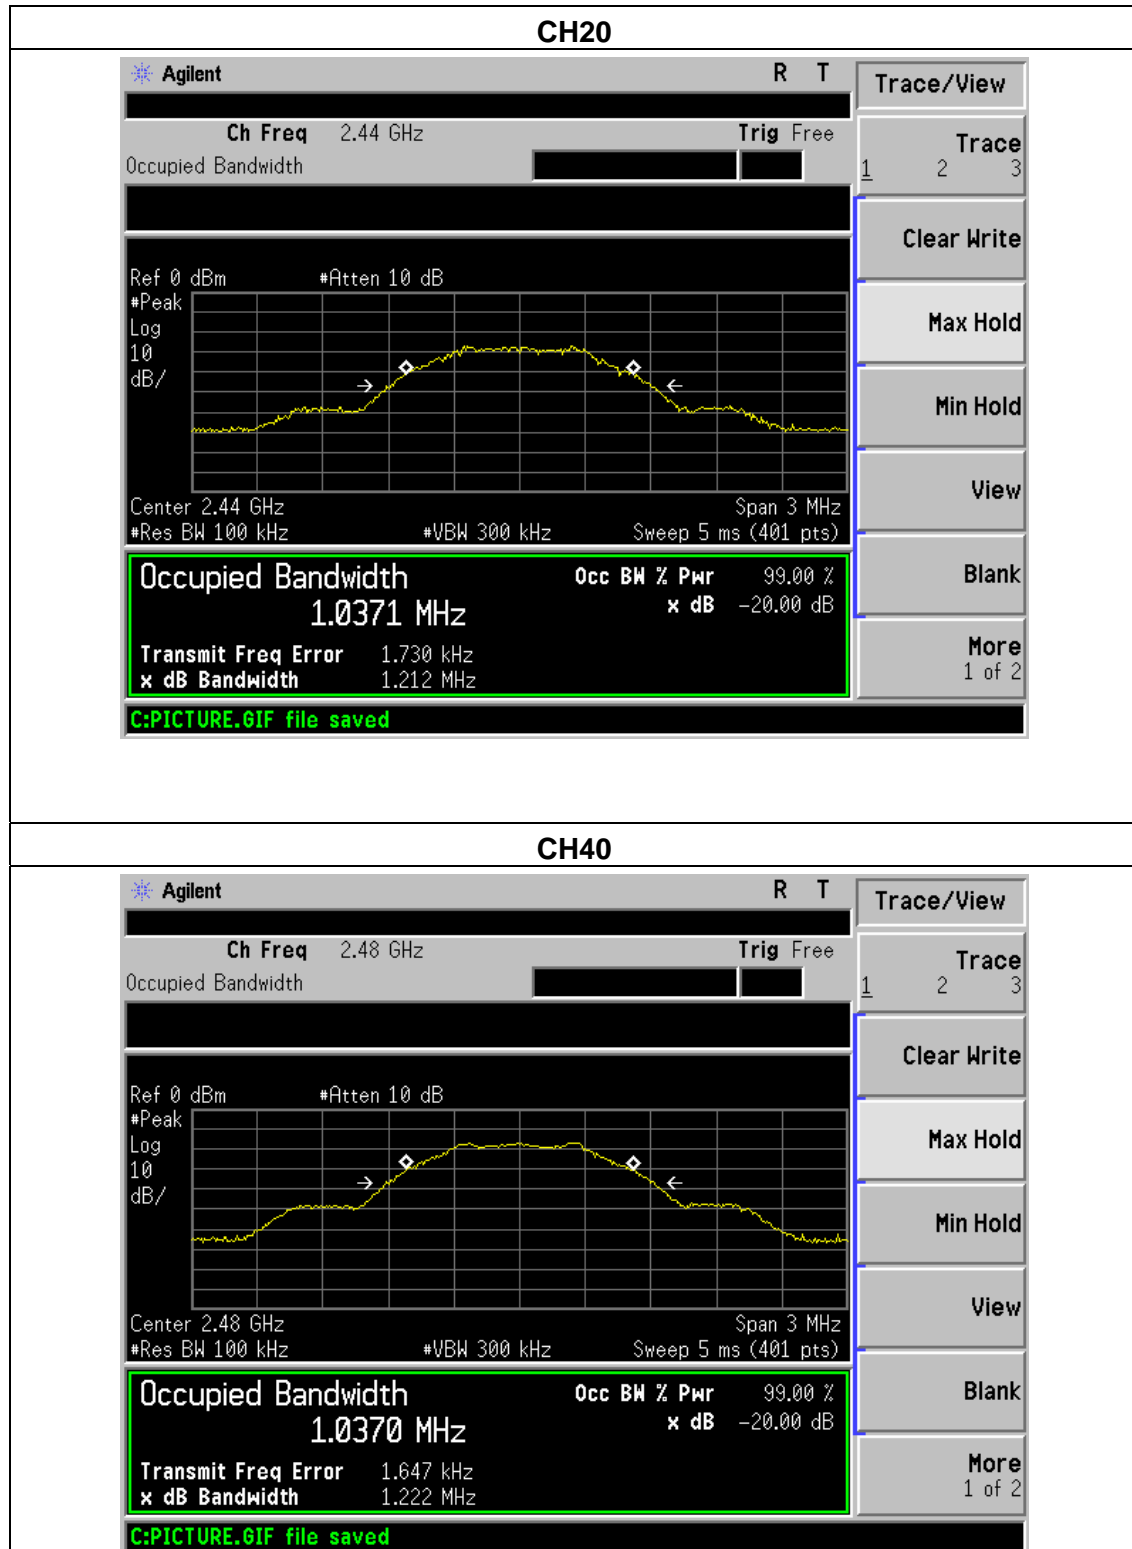 CH20
Agilent R T
Trace/View
Ch Freq 2.44 GHz Trig Free
Occupied Bandwidth
Trace
1 2 3
Clear Write
Max Hold
Min Hold
View
Blank
More
1 of 2
Ref 0 dBm #Atten 10 dB
#Peak
Log
10
dB/
Center 2.44 GHz Span 3 MHz
#Res BW 100 kHz #VBW 300 kHz Sweep 5 ms (401 pts)
Occupied Bandwidth
1.0371 MHz
Occ BW % Pwr 99.00 %
x dB -20.00 dB
Transmit Freq Error 1.730 kHz
x dB Bandwidth 1.212 MHz
C:PICTURE.GIF file saved
CH40
Agilent R T
Trace/View
Ch Freq 2.48 GHz Trig Free
Occupied Bandwidth
Trace
1 2 3
Clear Write
Max Hold
Min Hold
View
Blank
More
1 of 2
Ref 0 dBm #Atten 10 dB
#Peak
Log
10
dB/
Center 2.48 GHz Span 3 MHz
#Res BW 100 kHz #VBW 300 kHz Sweep 5 ms (401 pts)
Occupied Bandwidth
1.0370 MHz
Occ BW % Pwr 99.00 %
x dB -20.00 dB
Transmit Freq Error 1.647 kHz
x dB Bandwidth 1.222 MHz
C:PICTURE.GIF file saved